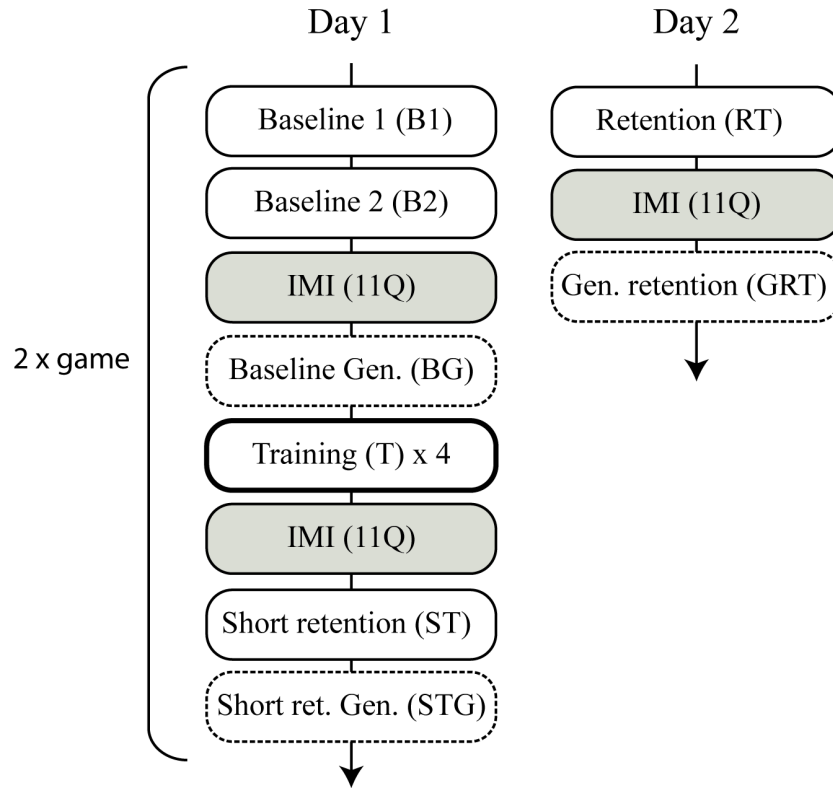 Day 1
Baseline 1 (B1)
Baseline 2 (B2)
IMI (11Q)
Baseline Gen. (BG)
Training (T) x 4
IMI (11Q)
Short retention (ST)
Short ret. Gen. (STG)
2 x game
Day 2
Retention (RT)
IMI (11Q)
Gen. retention (GRT)